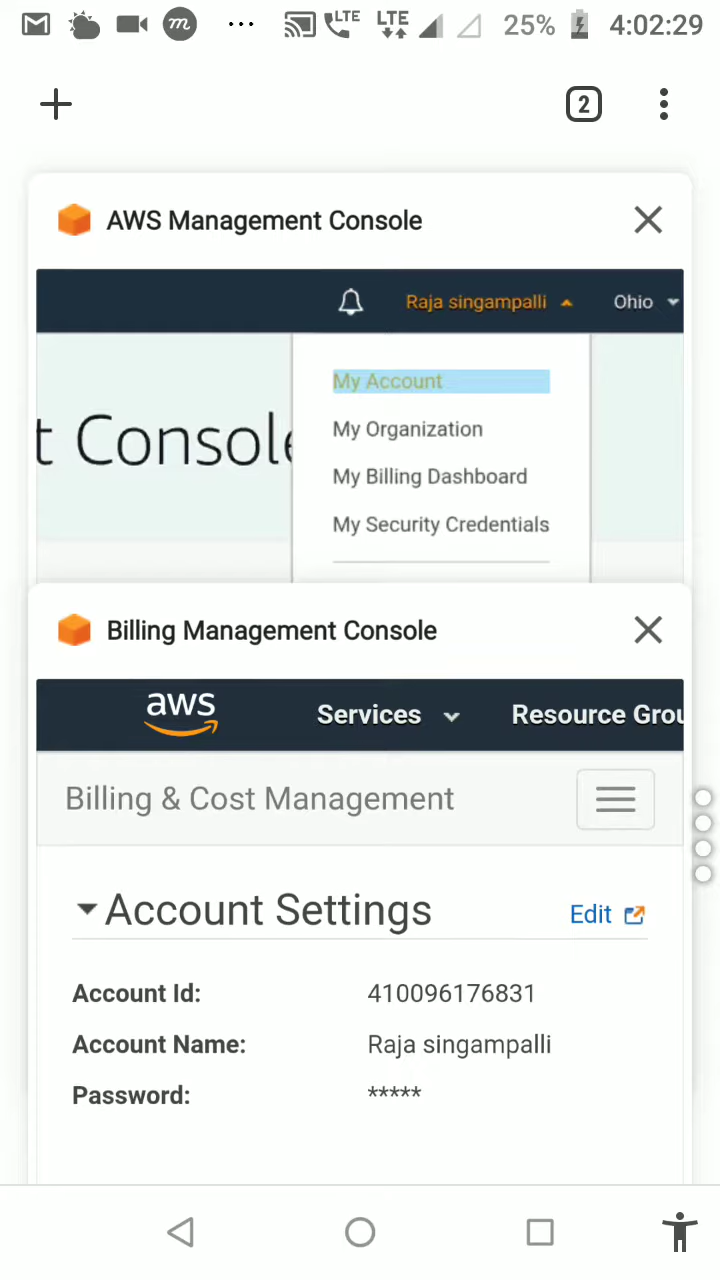 m ... LTE LTE 25% 4:02:29
2
AWS Management Console
Raja singampalli Ohio
t Console
My Account
My Organization
My Billing Dashboard
My Security Credentials
Billing Management Console
aws Services Resource Grou
Billing & Cost Management
Account Settings Edit
Account Id: 410096176831
Account Name: Raja singampalli
Password: *****